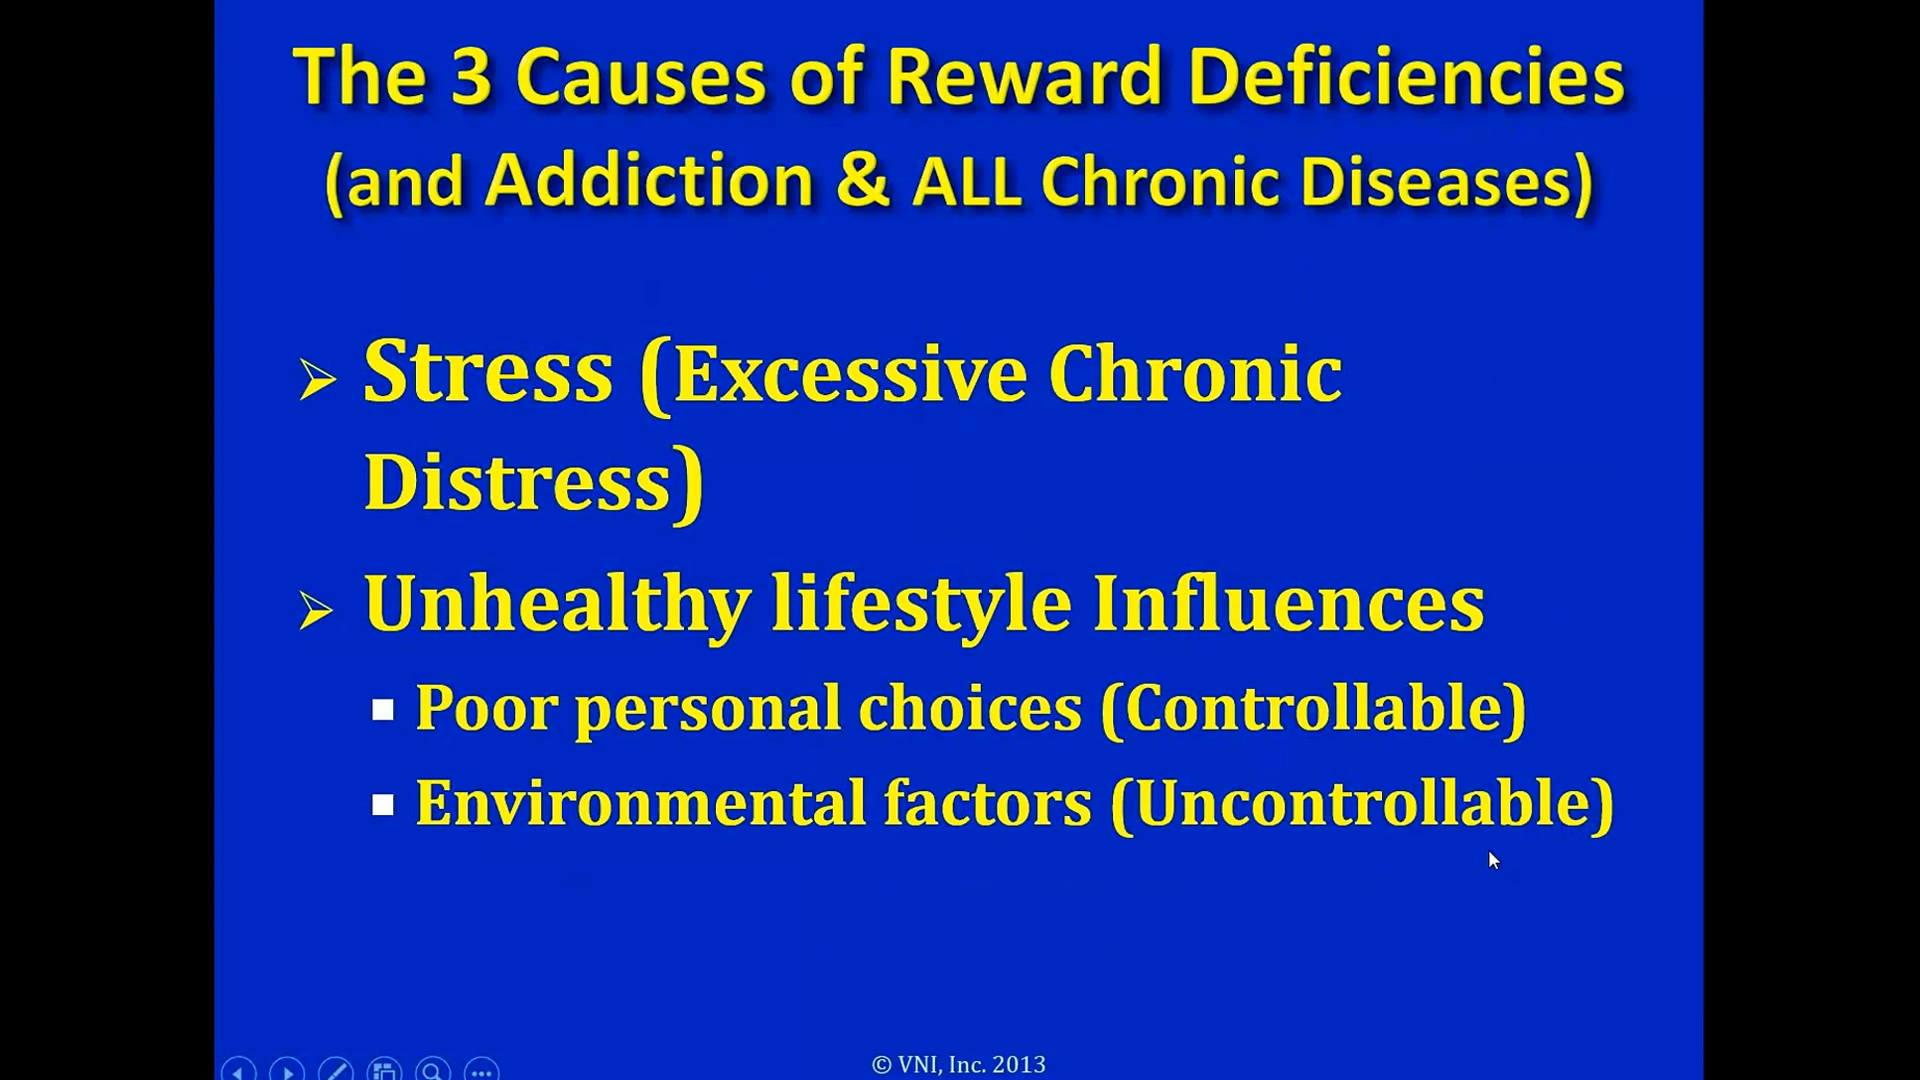 The 3 Causes of Reward Deficiencies
(and Addiction & ALL Chronic Diseases)
Stress (Excessive Chronic
Distress)
Unhealthy lifestyle Influences
Poor personal choices (Controllable)
Environmental factors (Uncontrollable)
© VNI, Inc. 2013